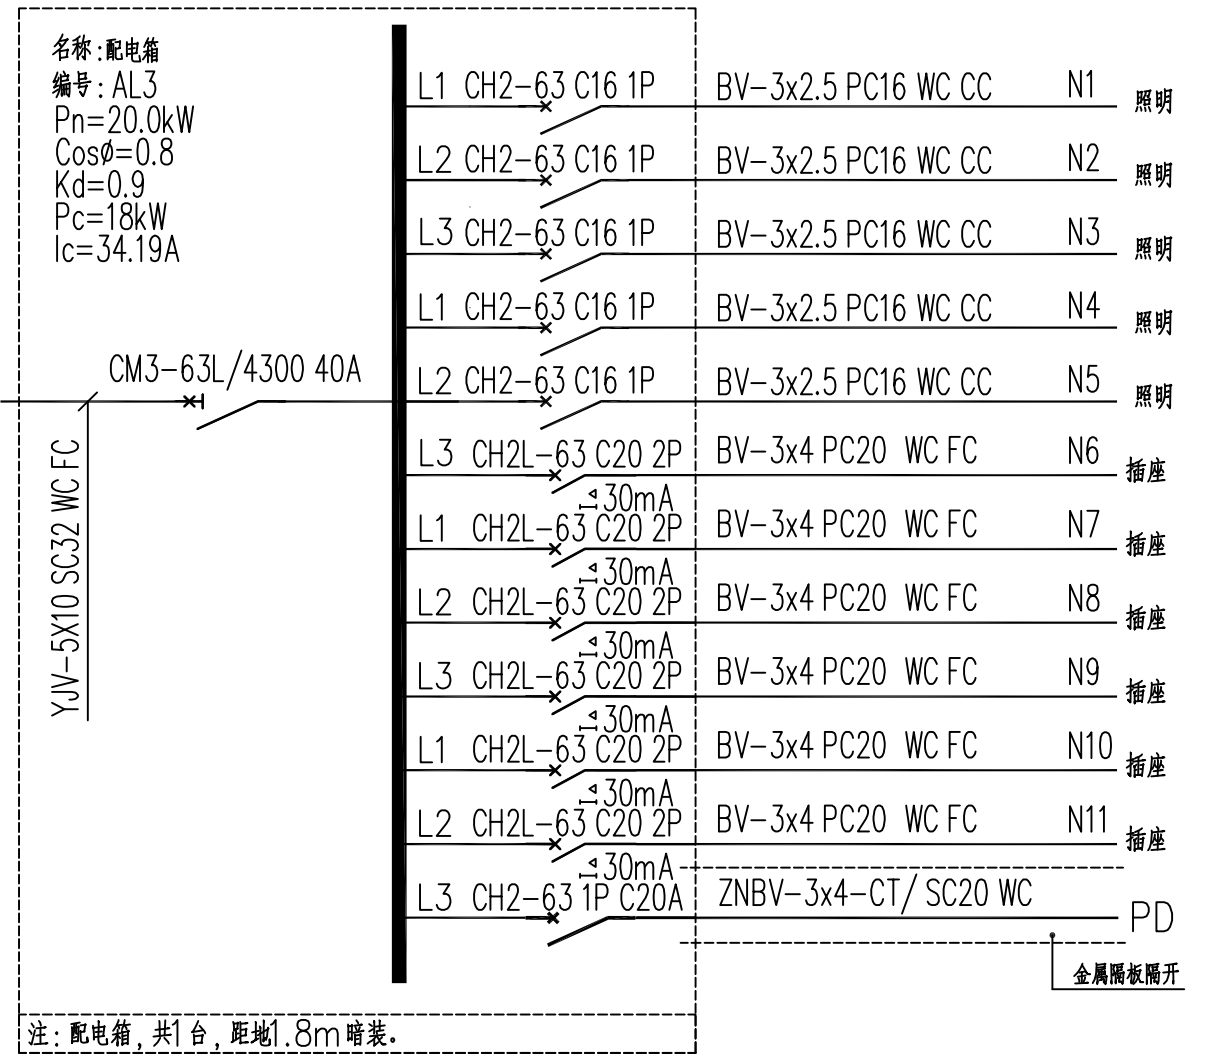 名称:配电箱
编号: AL3
Pn=20.0kW
CosØ=0.8
Kd=0.9
Pc=18kW
Ic=34.19A
CM3-63L/4300 40A
YJV-5X10 SC32 WC FC
L1 CH2-63 C16 1P BV-3x2.5 PC16 WC CC N1 照明
L2 CH2-63 C16 1P BV-3x2.5 PC16 WC CC N2 照明
L3 CH2-63 C16 1P BV-3x2.5 PC16 WC CC N3 照明
L1 CH2-63 C16 1P BV-3x2.5 PC16 WC CC N4 照明
L2 CH2-63 C16 1P BV-3x2.5 PC16 WC CC N5 照明
L3 CH2L-63 C20 2P BV-3x4 PC20 WC FC N6 插座
30mA
L1 CH2L-63 C20 2P BV-3x4 PC20 WC FC N7 插座
30mA
L2 CH2L-63 C20 2P BV-3x4 PC20 WC FC N8 插座
30mA
L3 CH2L-63 C20 2P BV-3x4 PC20 WC FC N9 插座
30mA
L1 CH2L-63 C20 2P BV-3x4 PC20 WC FC N10 插座
30mA
L2 CH2L-63 C20 2P BV-3x4 PC20 WC FC N11 插座
30mA
L3 CH2-63 1P C20A ZNBV-3x4-CT/ SC20 WC PD
金属隔板隔开
注: 配电箱, 共1台, 距地1.8m暗装。